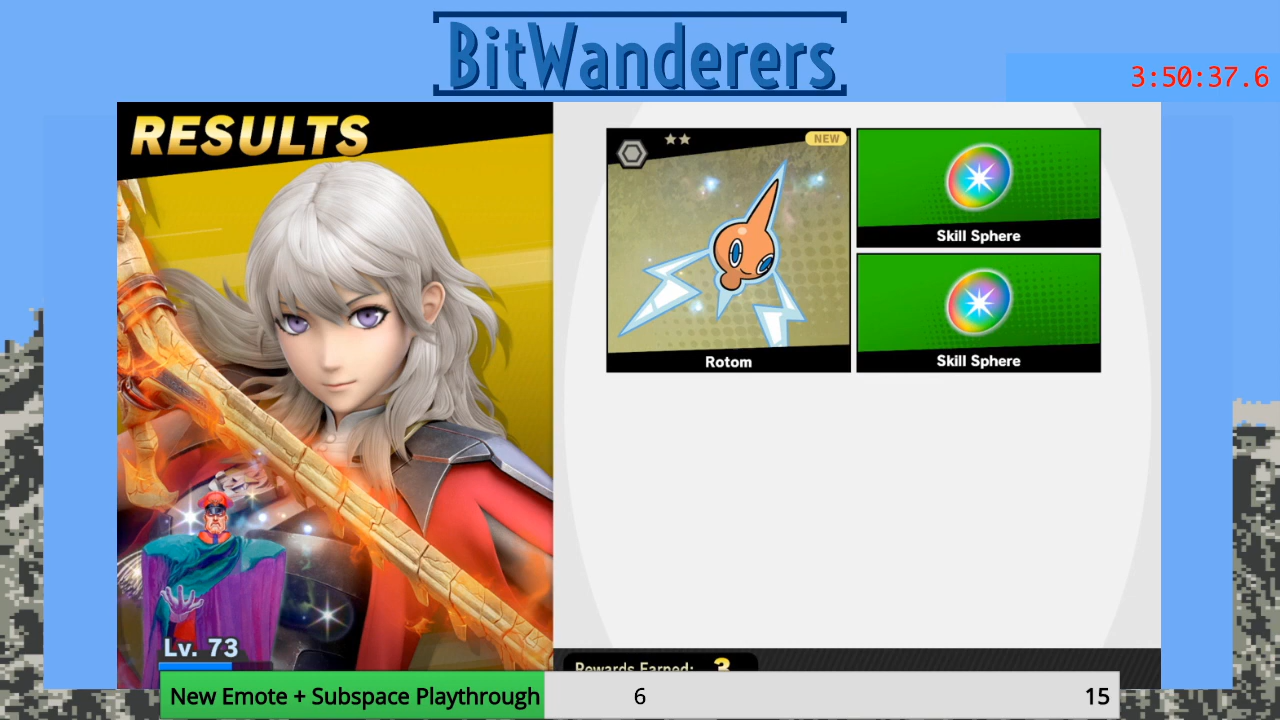 BitWanderers
3:50:37.6
RESULTS
NEW
Rotom
Skill Sphere
Skill Sphere
Lv. 73
Rewards Earned: 3
New Emote + Subspace Playthrough 6 15